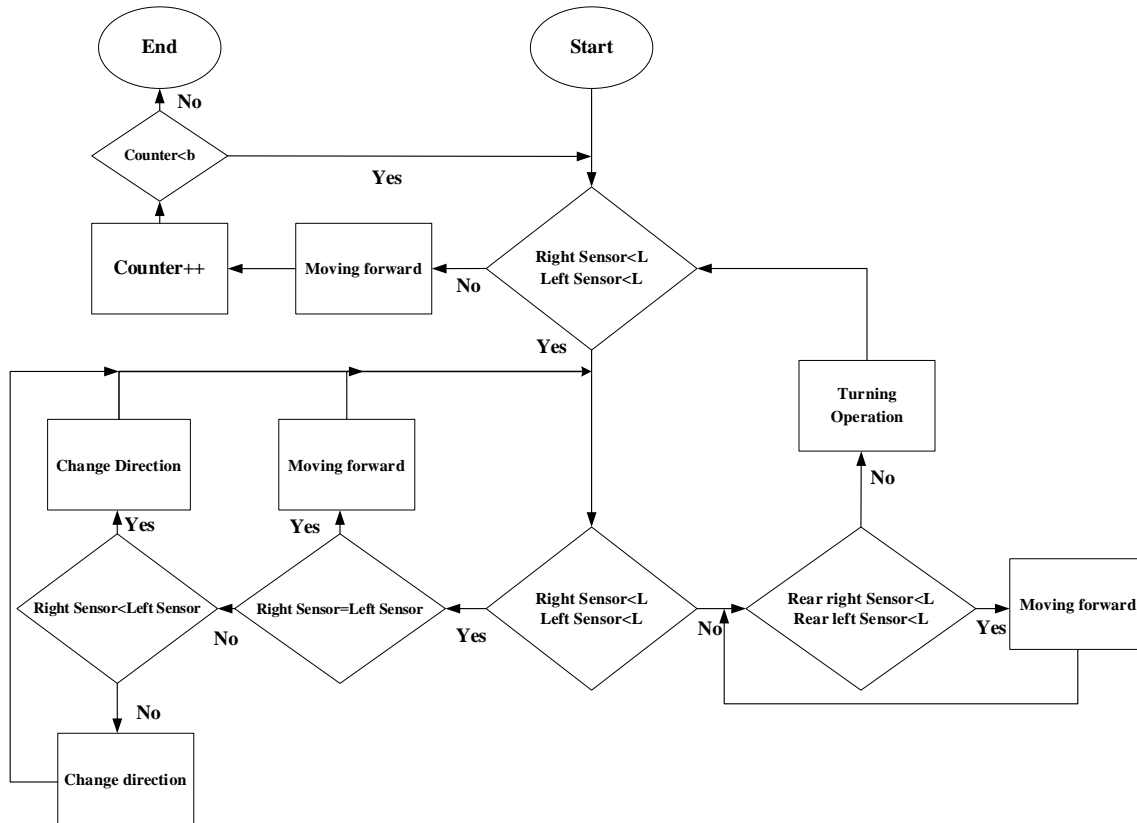 End
Start
No
Counter<b
Yes
Right Sensor<L
Left Sensor<L
Counter++
Moving forward
No
Yes
Turning
Operation
Change Direction
Moving forward
No
Yes
Yes
Right Sensor<Left Sensor
Right Sensor=Left Sensor
Right Sensor<L
Left Sensor<L
Rear right Sensor<L
Rear left Sensor<L
Moving forward
No
Yes
No
Yes
No
Change direction